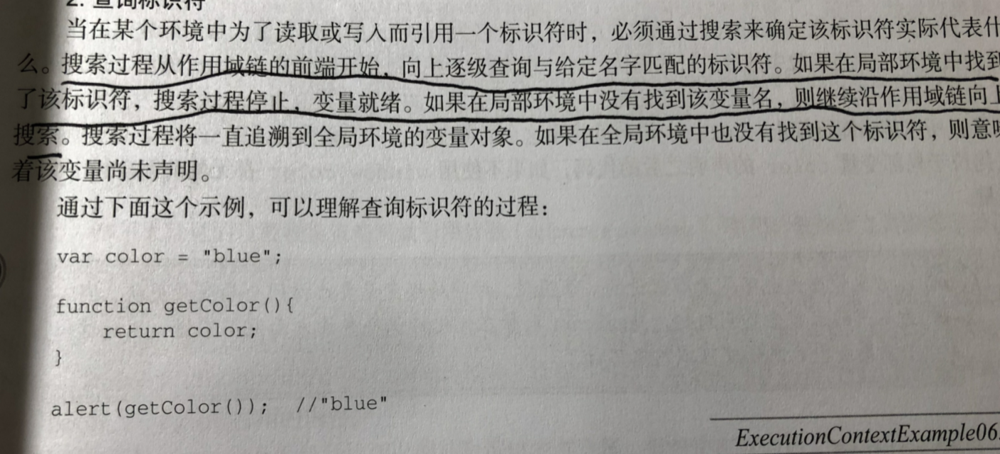 2. 查询标识符
当在某个环境中为了读取或写入而引用一个标识符时，必须通过搜索来确定该标识符实际代表什
么。搜索过程从作用域链的前端开始，向上逐级查询与给定名字匹配的标识符。如果在局部环境中找到
了该标识符，搜索过程停止，变量就绪。如果在局部环境中没有找到该变量名，则继续沿作用域链向上
搜索。搜索过程将一直追溯到全局环境的变量对象。如果在全局环境中也没有找到这个标识符，则意味
着该变量尚未声明。
通过下面这个示例，可以理解查询标识符的过程：
var color = "blue";
function getColor(){
return color;
}
alert(getColor());  //"blue"
ExecutionContextExample06.